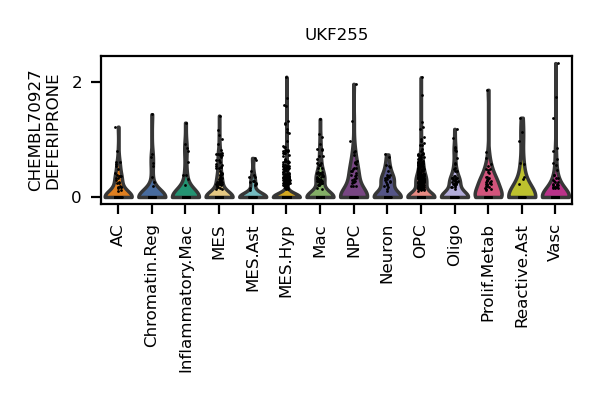 UKF255
CHEMBL70927
DEFERIPRONE
2
0
AC
Chromatin.Reg
Inflammatory.Mac
MES
MES.Ast
MES.Hyp
Mac
NPC
Neuron
OPC
Oligo
Prolif.Metab
Reactive.Ast
Vasc